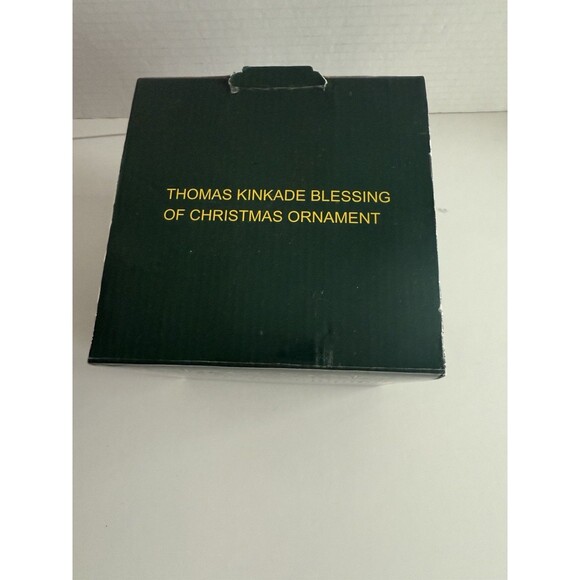 THOMAS KINKADE BLESSING
OF CHRISTMAS ORNAMENT